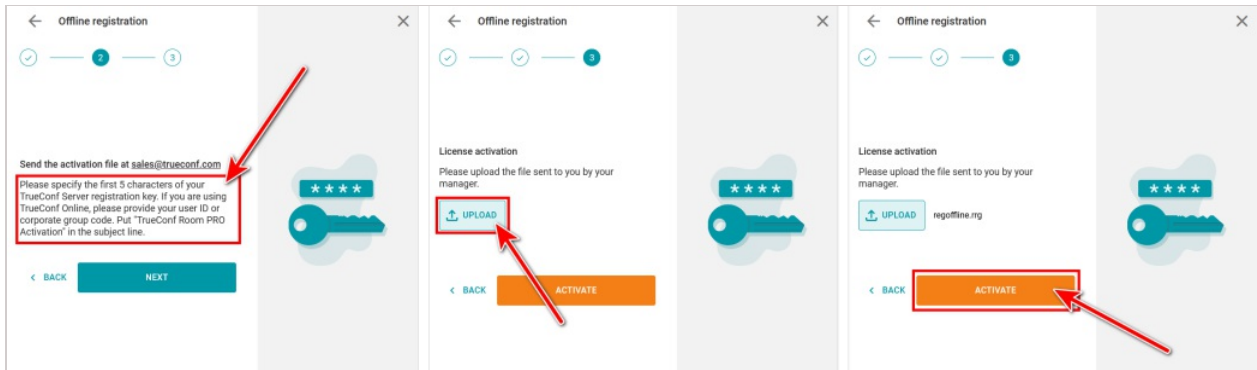 Offline registration
2
3
Send the activation file at sales@trueconf.com
Please specify the first 5 characters of your
TrueConf Server registration key. If you are using
TrueConf Online, please provide your user ID or
corporate group code. Put "TrueConf Room PRO
Activation" in the subject line.
BACK
NEXT
****
Offline registration
3
License activation
Please upload the file sent to you by your
manager.
UPLOAD
BACK
ACTIVATE
****
Offline registration
3
License activation
Please upload the file sent to you by your
manager.
UPLOAD regoffline.rrg
BACK
ACTIVATE
****